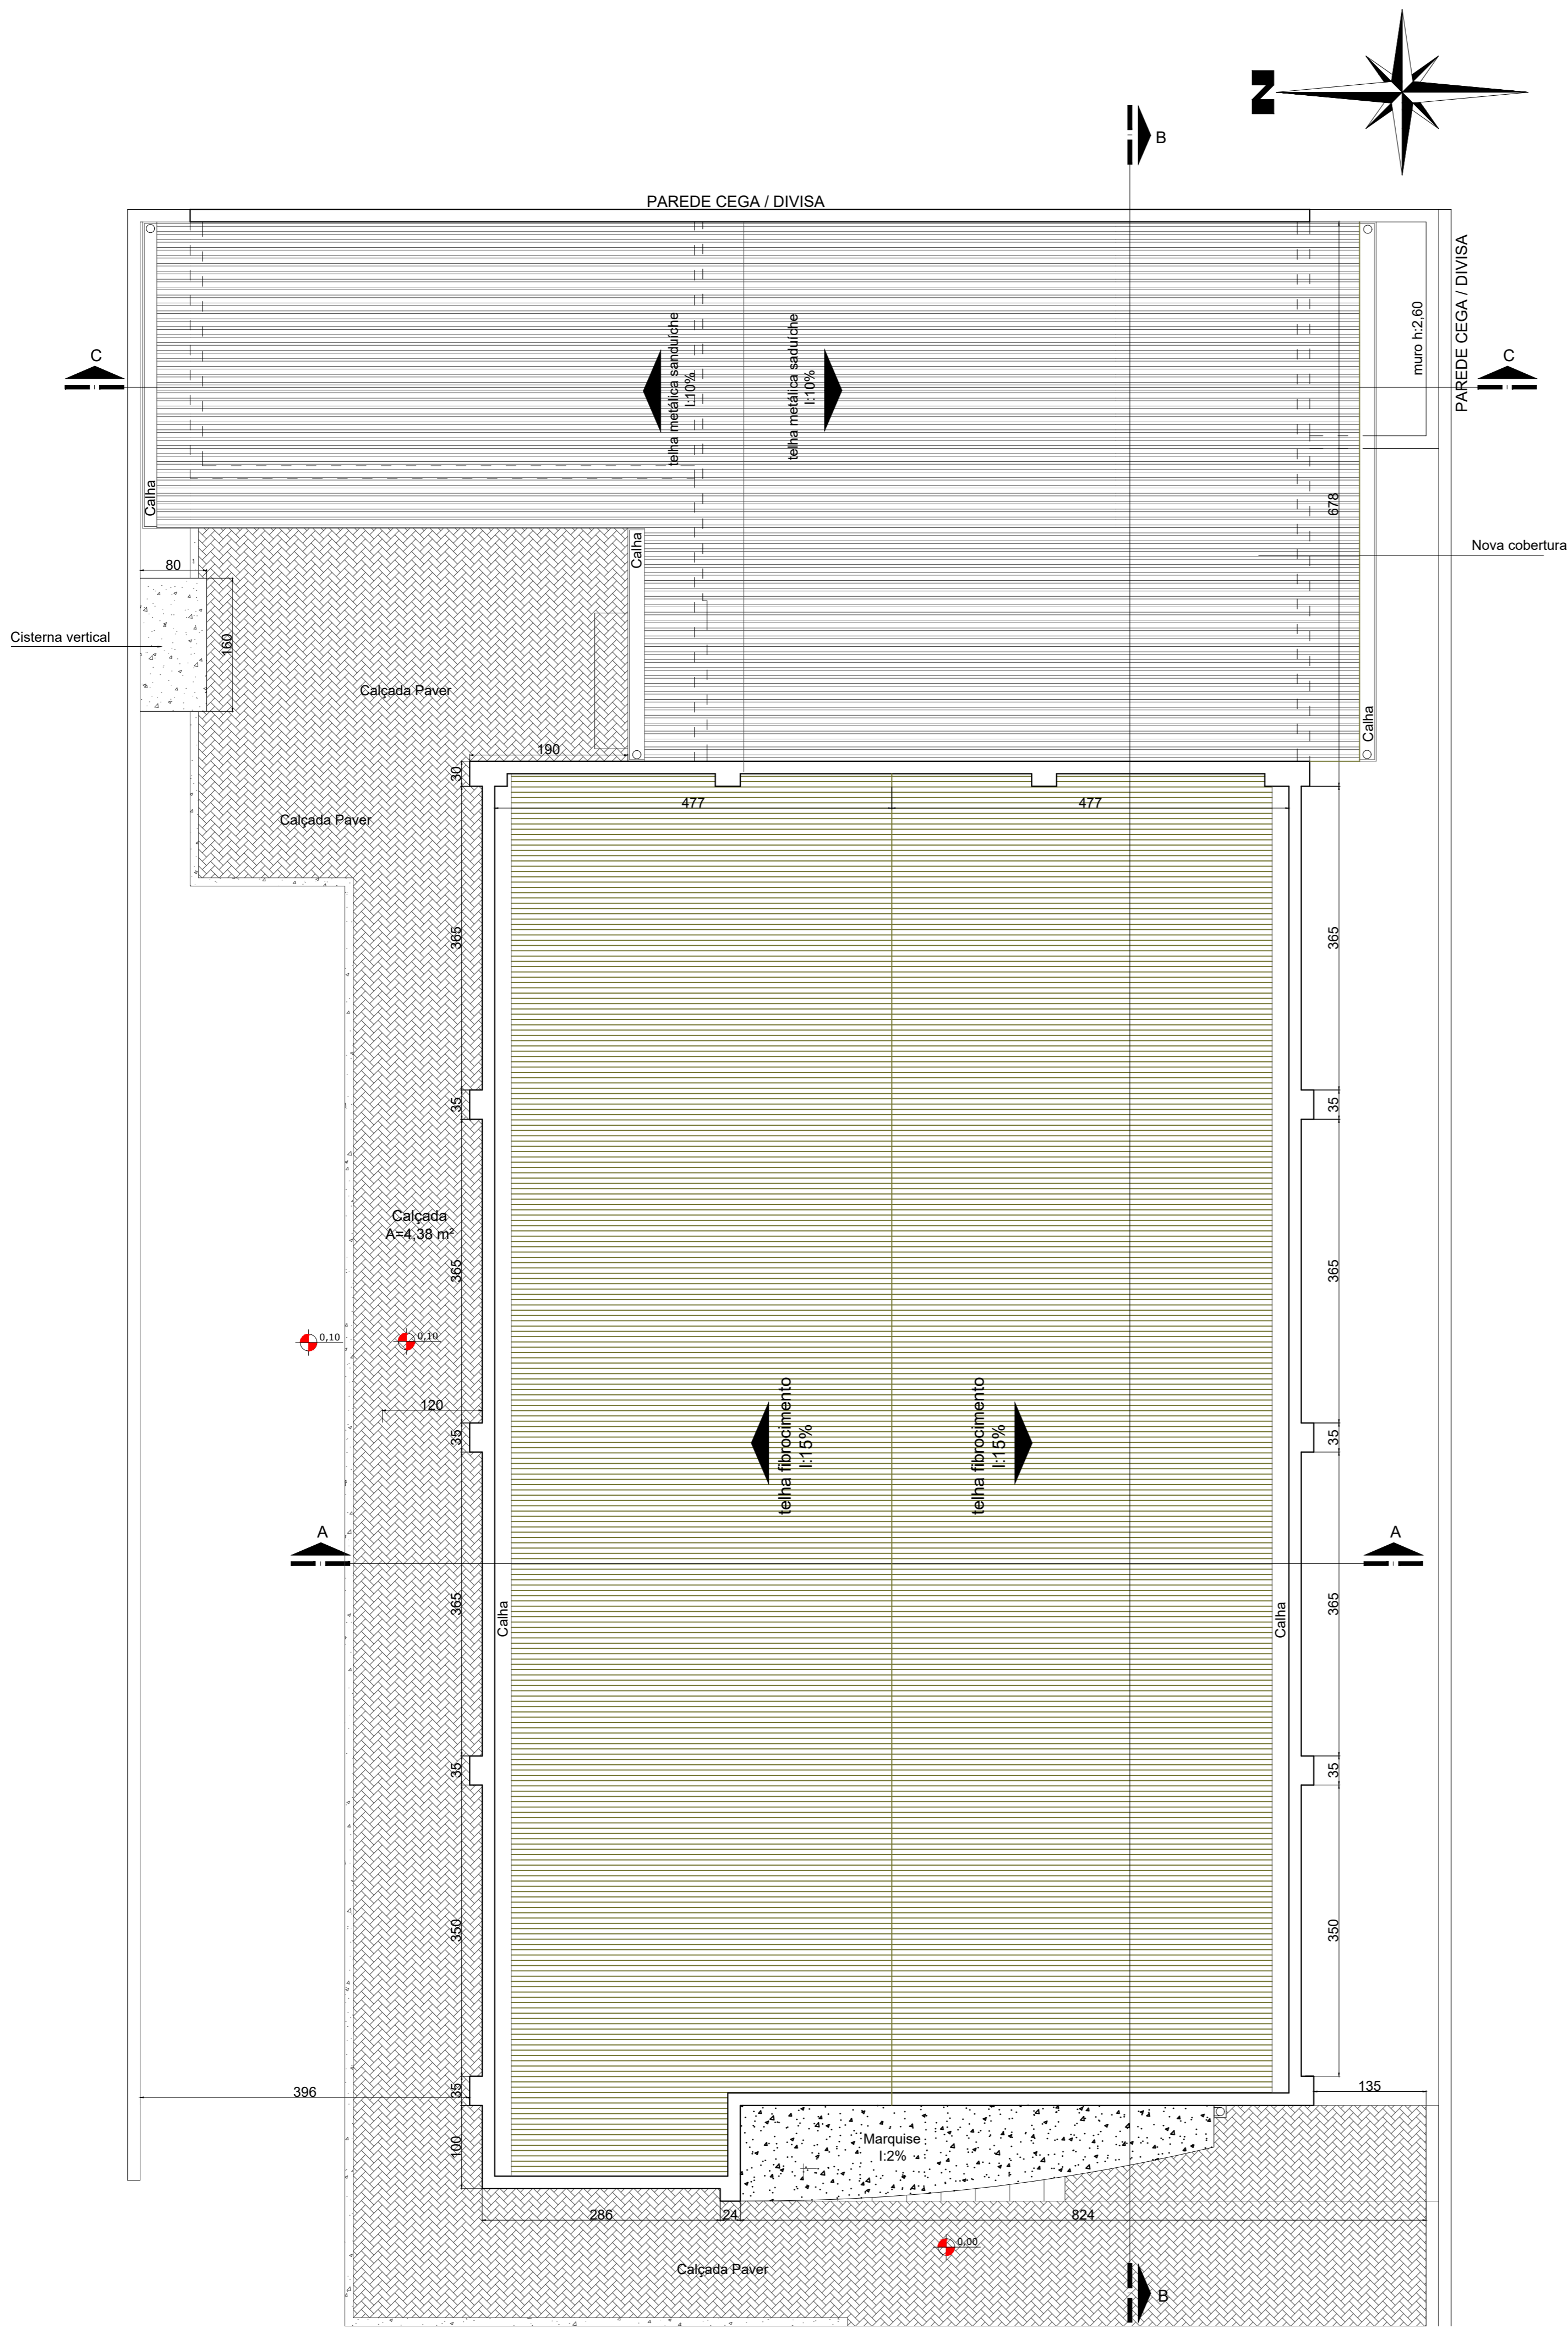 N
B
PAREDE CEGA / DIVISA
PAREDE CEGA / DIVISA
muro h:2,60
telha metálica sanduíche
I:10%
telha metálica saduíche
I:10%
C
C
Calha
678
Calha
Nova cobertura
80
Cisterna vertical
160
Calçada Paver
Calha
190
30
477
477
Calçada Paver
365
365
35
35
Calçada
A=4,38 m²
365
365
0,10
0,10
120
35
35
telha fibrocimento
I:15%
telha fibrocimento
I:15%
A
A
365
Calha
Calha
365
35
35
350
350
396
35
135
100
Marquise
I:2%
286
24
824
0,00
Calçada Paver
B